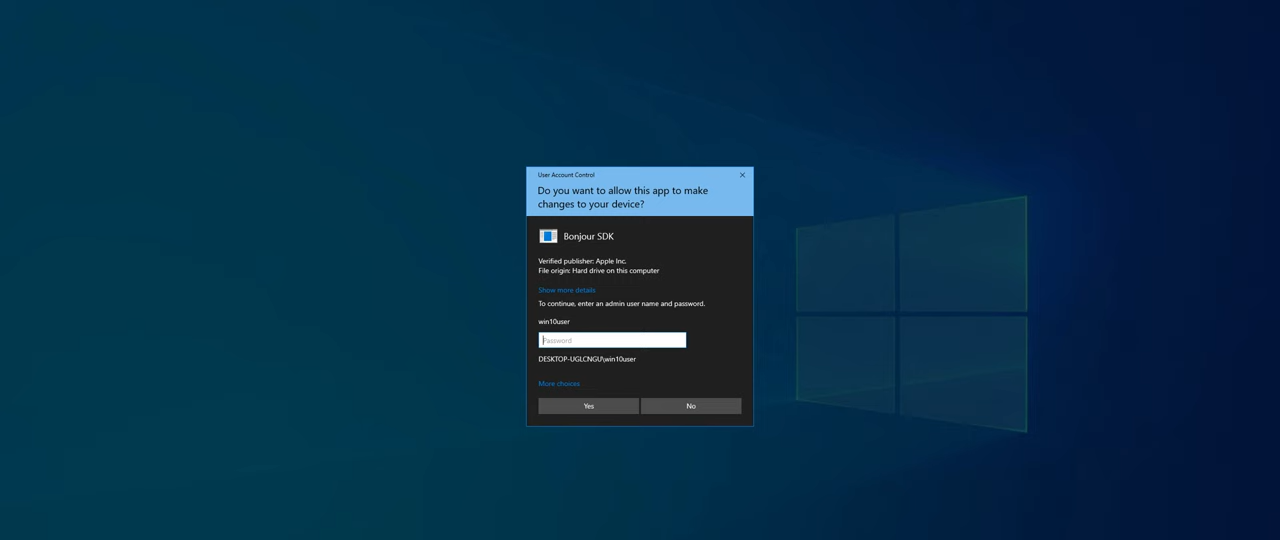 User Account Control
Do you want to allow this app to make
changes to your device?
Bonjour SDK
Verified publisher: Apple Inc.
File origin: Hard drive on this computer
Show more details
To continue, enter an admin user name and password.
win10user
Password
DESKTOP-UGLCNGU\win10user
More choices
Yes
No